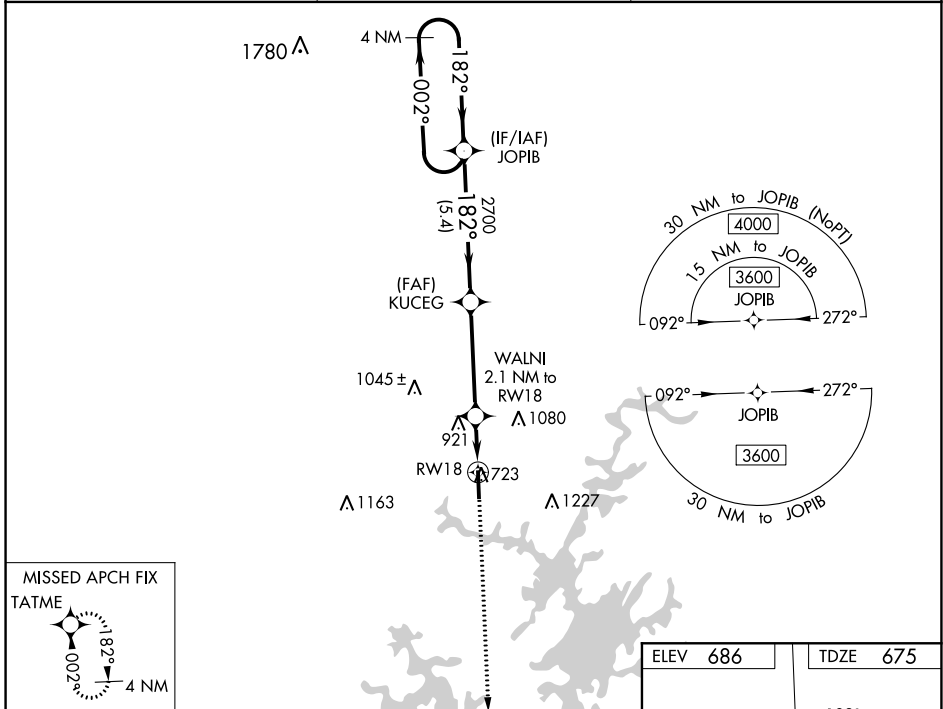 1780
4 NM
182°
002°
(IF/IAF)
JOPIB
2700
182°
(5.4)
(FAF)
KUCEG
WALNI
2.1 NM to
RW18
1045 ±
1080
921
RW18
723
1163
1227
30 NM to JOPIB (NoPT)
4000
15 NM to JOPIB
3600
JOPIB
092°
272°
092°
272°
JOPIB
3600
30 NM to JOPIB
MISSED APCH FIX
TATME
182°
002°
4 NM
ELEV 686
TDZE 675